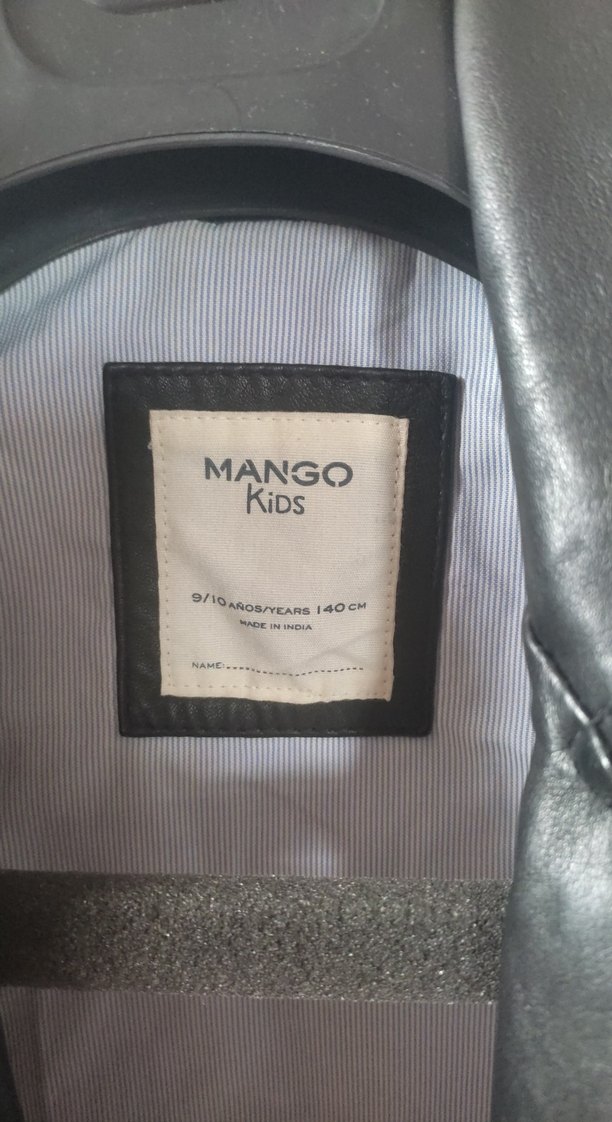 MANGO
KiDS
9/10 AÑOS/YEARS 140 CM
MADE IN INDIA
NAME: